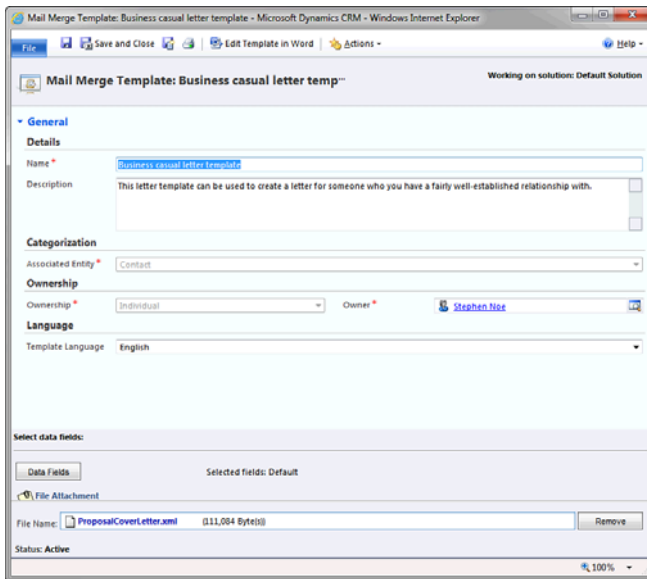 Mail Merge Template: Business casual letter template - Microsoft Dynamics CRM - Windows Internet Explorer
File Save and Close Edit Template in Word Actions Help
Mail Merge Template: Business casual letter temp... Working on solution: Default Solution
General
Details
Name * Business casual letter template
Description This letter template can be used to create a letter for someone who you have a fairly well-established relationship with.
Categorization
Associated Entity * Contact
Ownership
Ownership * Individual Owner * Stephen Noe
Language
Template Language English
Select data fields:
Data Fields Selected fields: Default
File Attachment
File Name: ProposalCoverLetter.xml (111,084 Byte(s)) Remove
Status: Active
100%